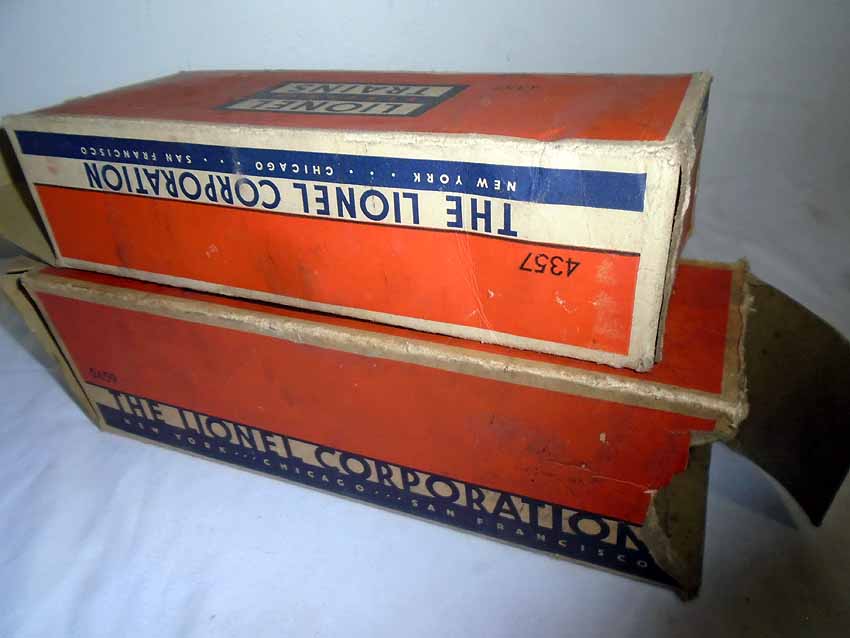 LIONEL
TRAINS
4357
NEW YORK · · · CHICAGO · · · SAN FRANCISCO
THE LIONEL CORPORATION
4357
THE LIONEL CORPORATION
NEW YORK · · · CHICAGO · · · SAN FRANCISCO